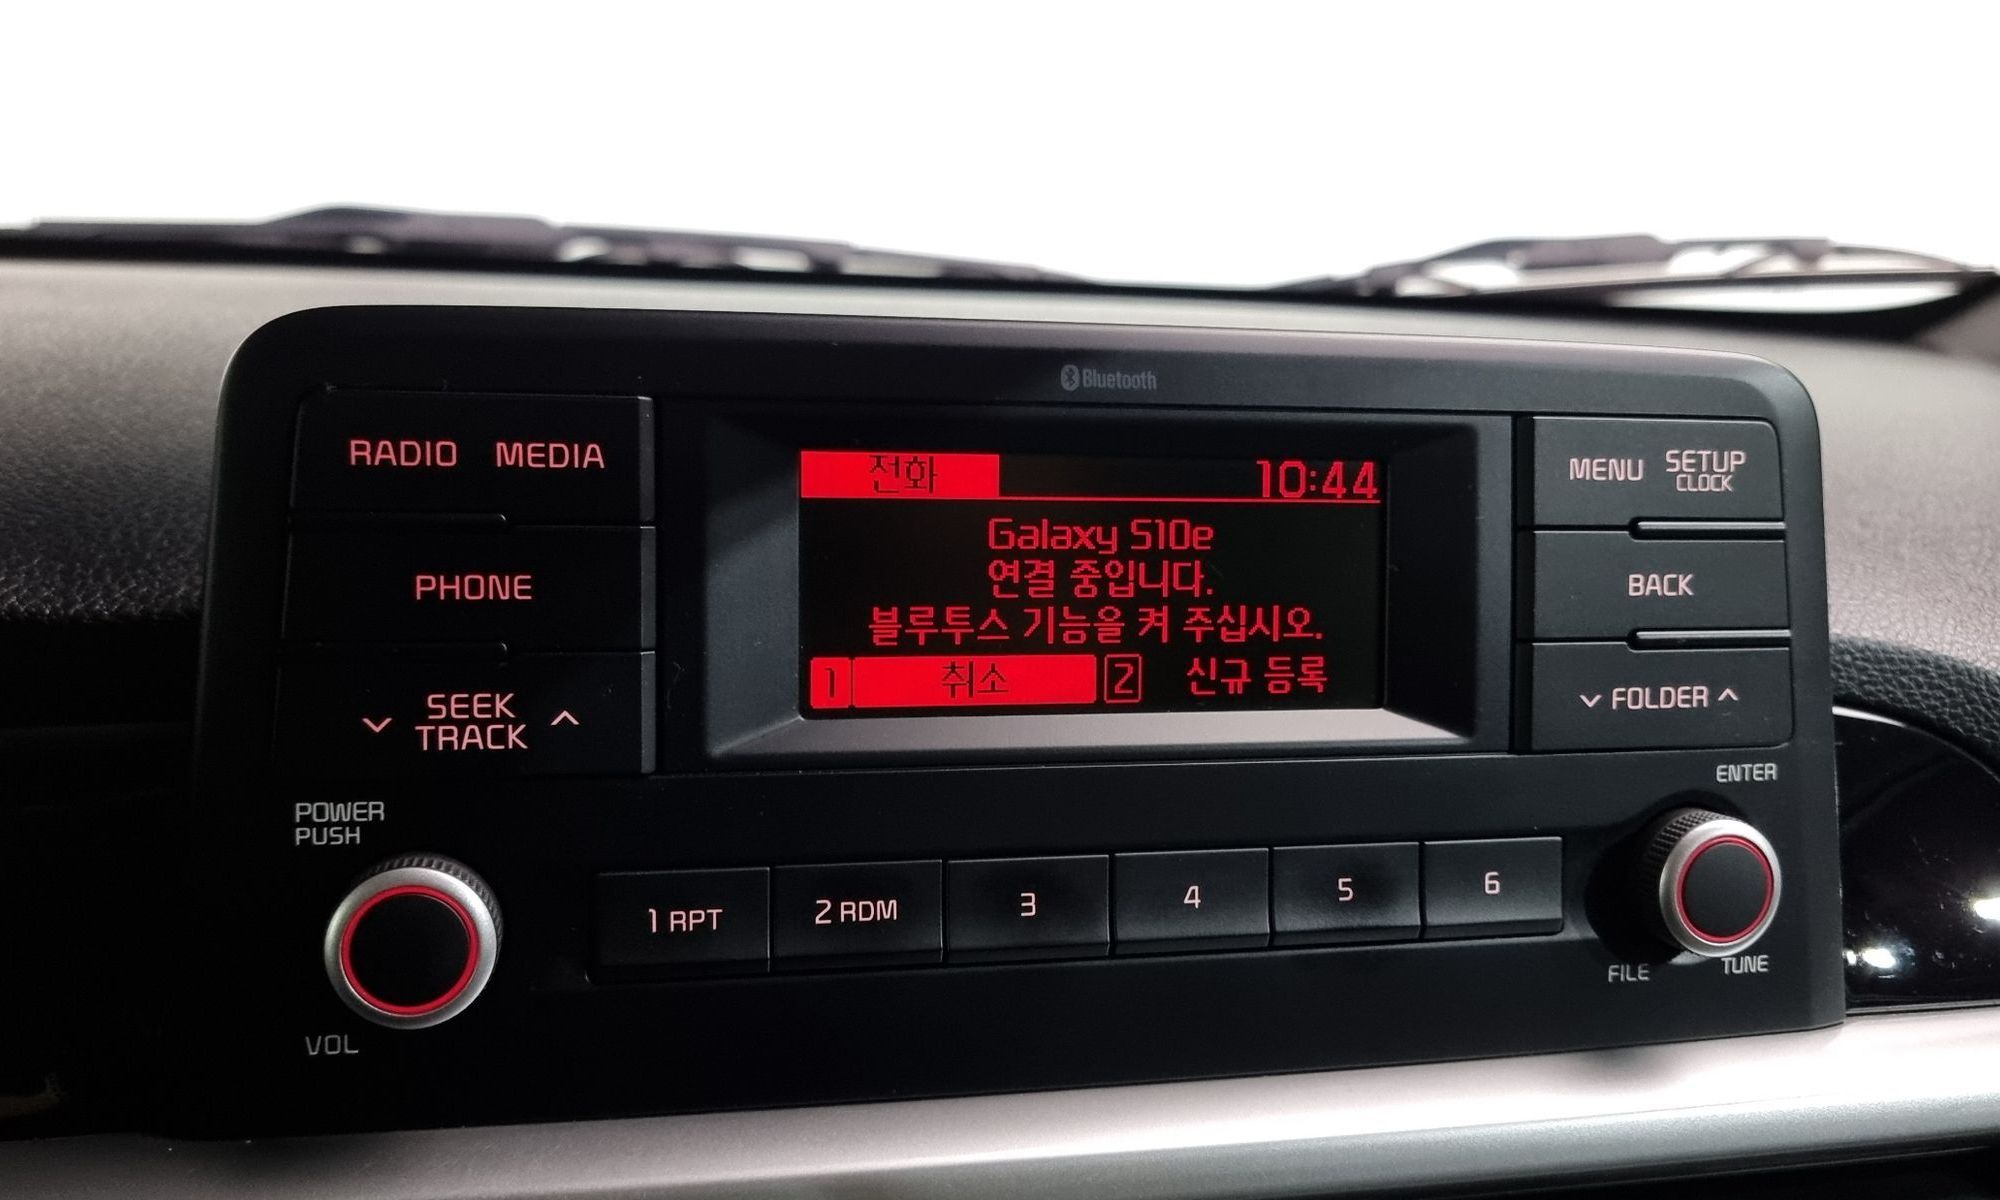 Bluetooth
RADIO MEDIA
PHONE
SEEK
TRACK
POWER
PUSH
VOL
전화 10:44
Galaxy S10e
연결 중입니다.
블루투스 기능을 켜 주십시오.
1 취소 2 신규 등록
MENU SETUP
CLOCK
BACK
FOLDER
ENTER
1 RPT 2 RDM 3 4 5 6
FILE TUNE